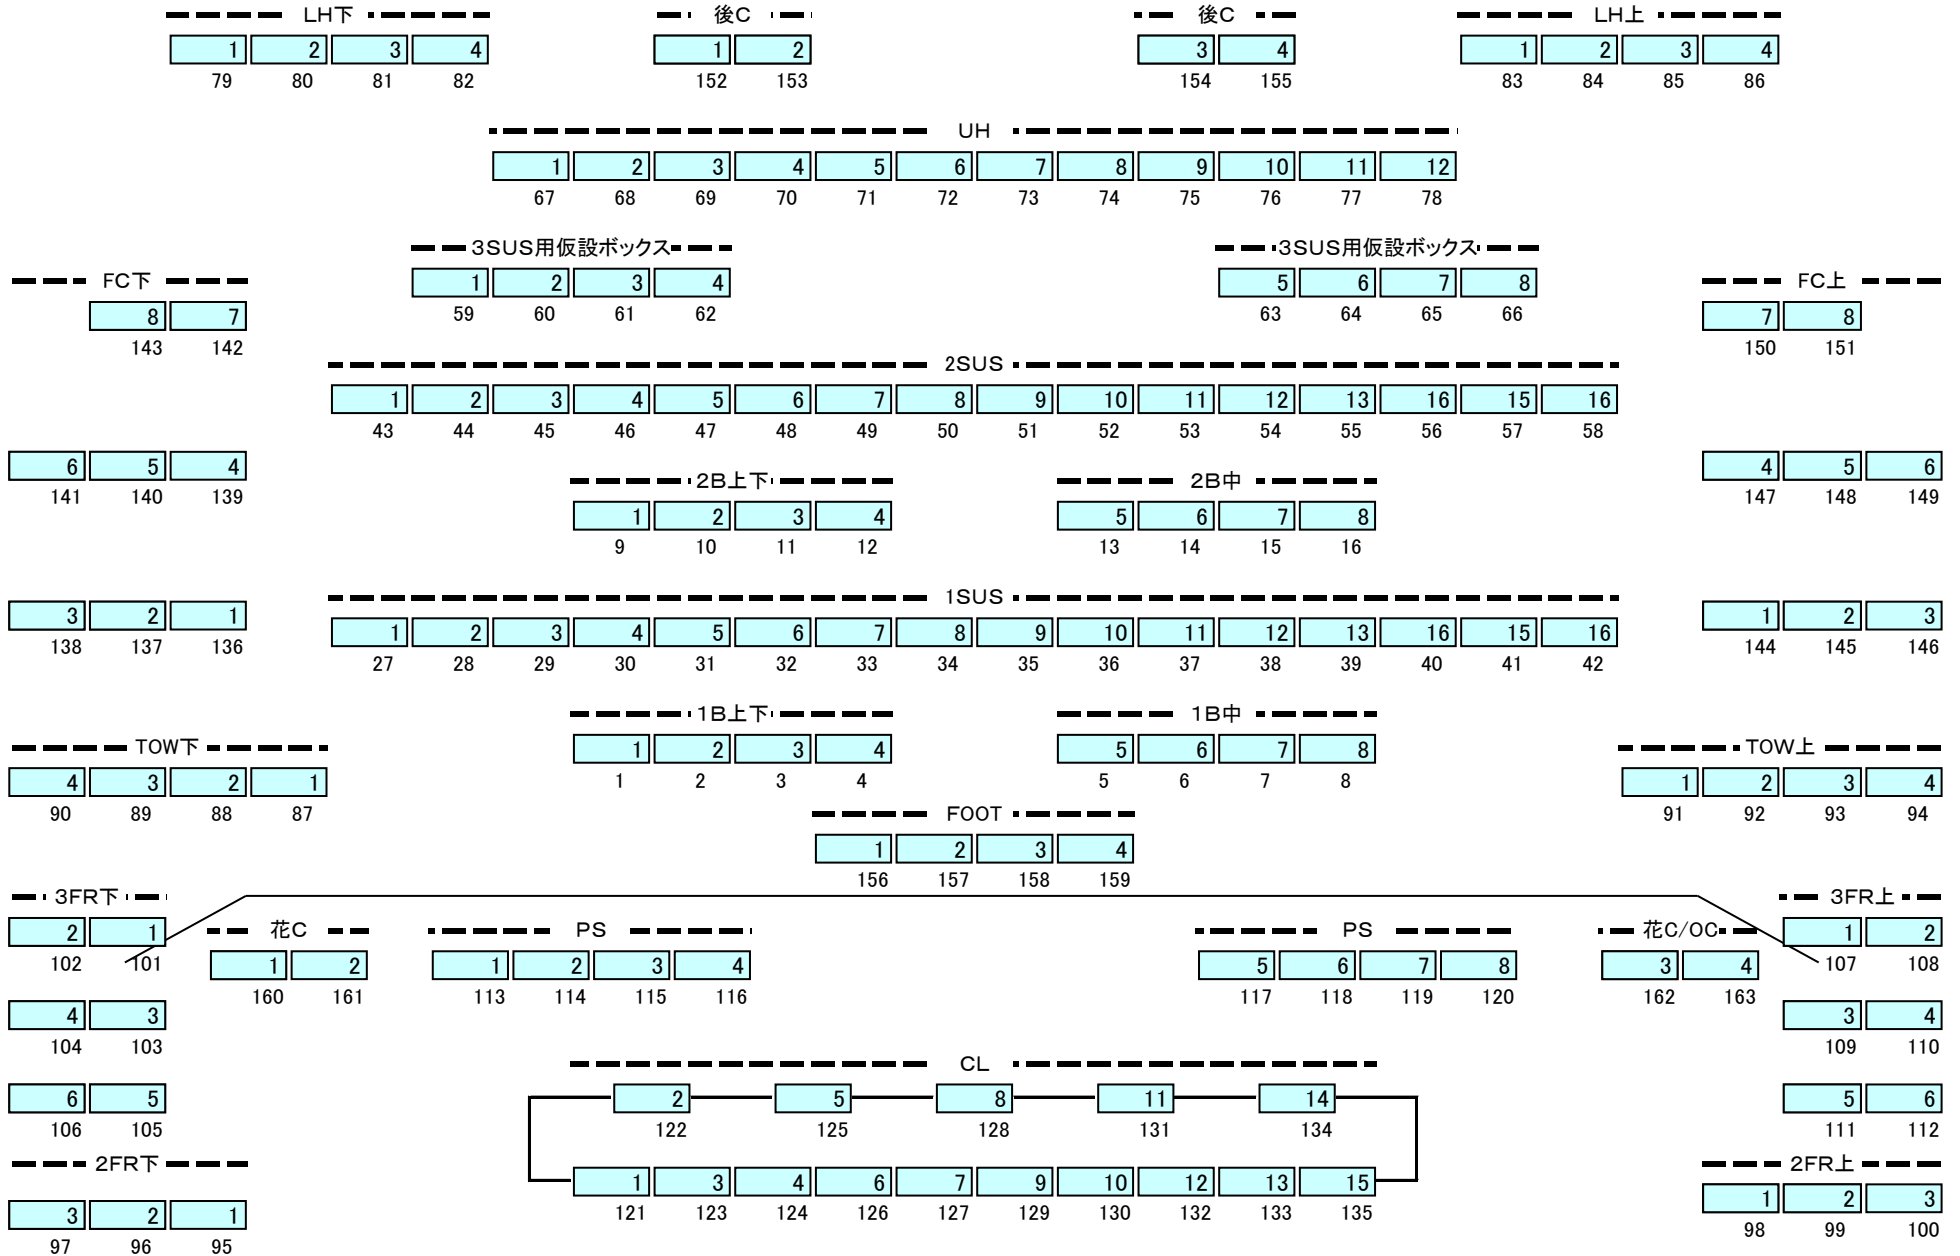 LH下 後C 後C LH上
1 2 3 4 1 2 3 4 1 2 3 4
79 80 81 82 152 153 154 155 83 84 85 86
UH
1 2 3 4 5 6 7 8 9 10 11 12
67 68 69 70 71 72 73 74 75 76 77 78
3SUS用仮設ボックス 3SUS用仮設ボックス
FC下 1 2 3 4 5 6 7 8 FC上
8 7 59 60 61 62 63 64 65 66 7 8
143 142 150 151
2SUS
1 2 3 4 5 6 7 8 9 10 11 12 13 16 15 16
43 44 45 46 47 48 49 50 51 52 53 54 55 56 57 58
6 5 4 4 5 6
2B上下 2B中
141 140 139 147 148 149
1 2 3 4 5 6 7 8
9 10 11 12 13 14 15 16
1SUS
3 2 1 1 2 3
1 2 3 4 5 6 7 8 9 10 11 12 13 16 15 16
138 137 136 144 145 146
27 28 29 30 31 32 33 34 35 36 37 38 39 40 41 42
1B上下 1B中
TOW下 1 2 3 4 5 6 7 8 TOW上
4 3 2 1 1 2 3 4 5 6 7 8 1 2 3 4
90 89 88 87 FOOT 91 92 93 94
1 2 3 4
156 157 158 159
3FR下 3FR上
2 1 花C PS PS 花C/OC 1 2
102 101 1 2 1 2 3 4 5 6 7 8 3 4 107 108
160 161 113 114 115 116 117 118 119 120 162 163
4 3 3 4
104 103 109 110
CL
6 5 2 5 8 11 14 5 6
106 105 122 125 128 131 134 111 112
2FR下 2FR上
1 3 4 6 7 9 10 12 13 15
3 2 1 121 123 124 126 127 129 130 132 133 135 1 2 3
97 96 95 98 99 100